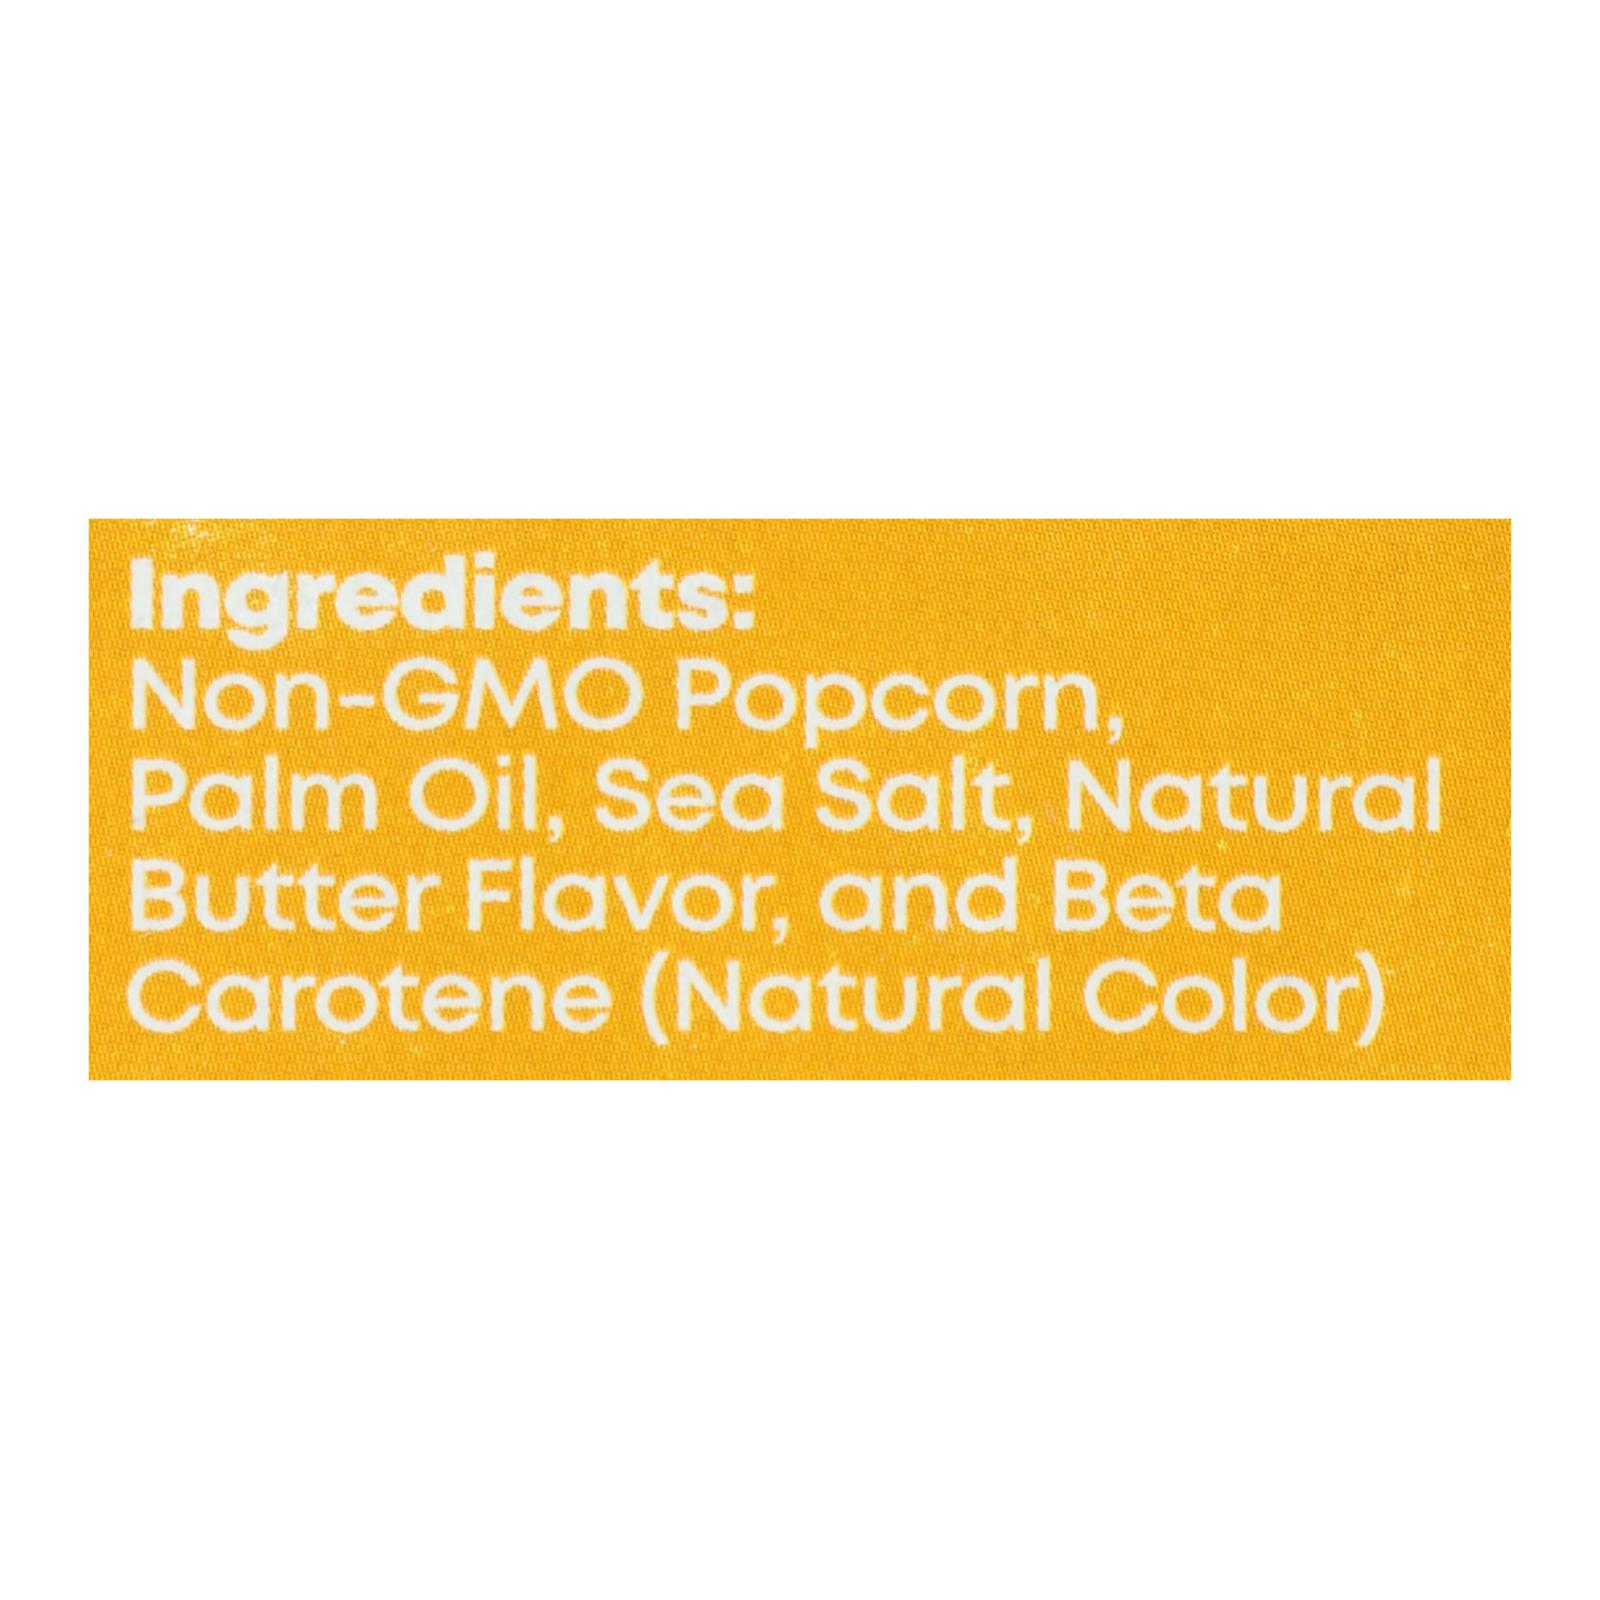 Ingredients:
Non-GMO Popcorn,
Palm Oil, Sea Salt, Natural
Butter Flavor, and Beta
Carotene (Natural Color)